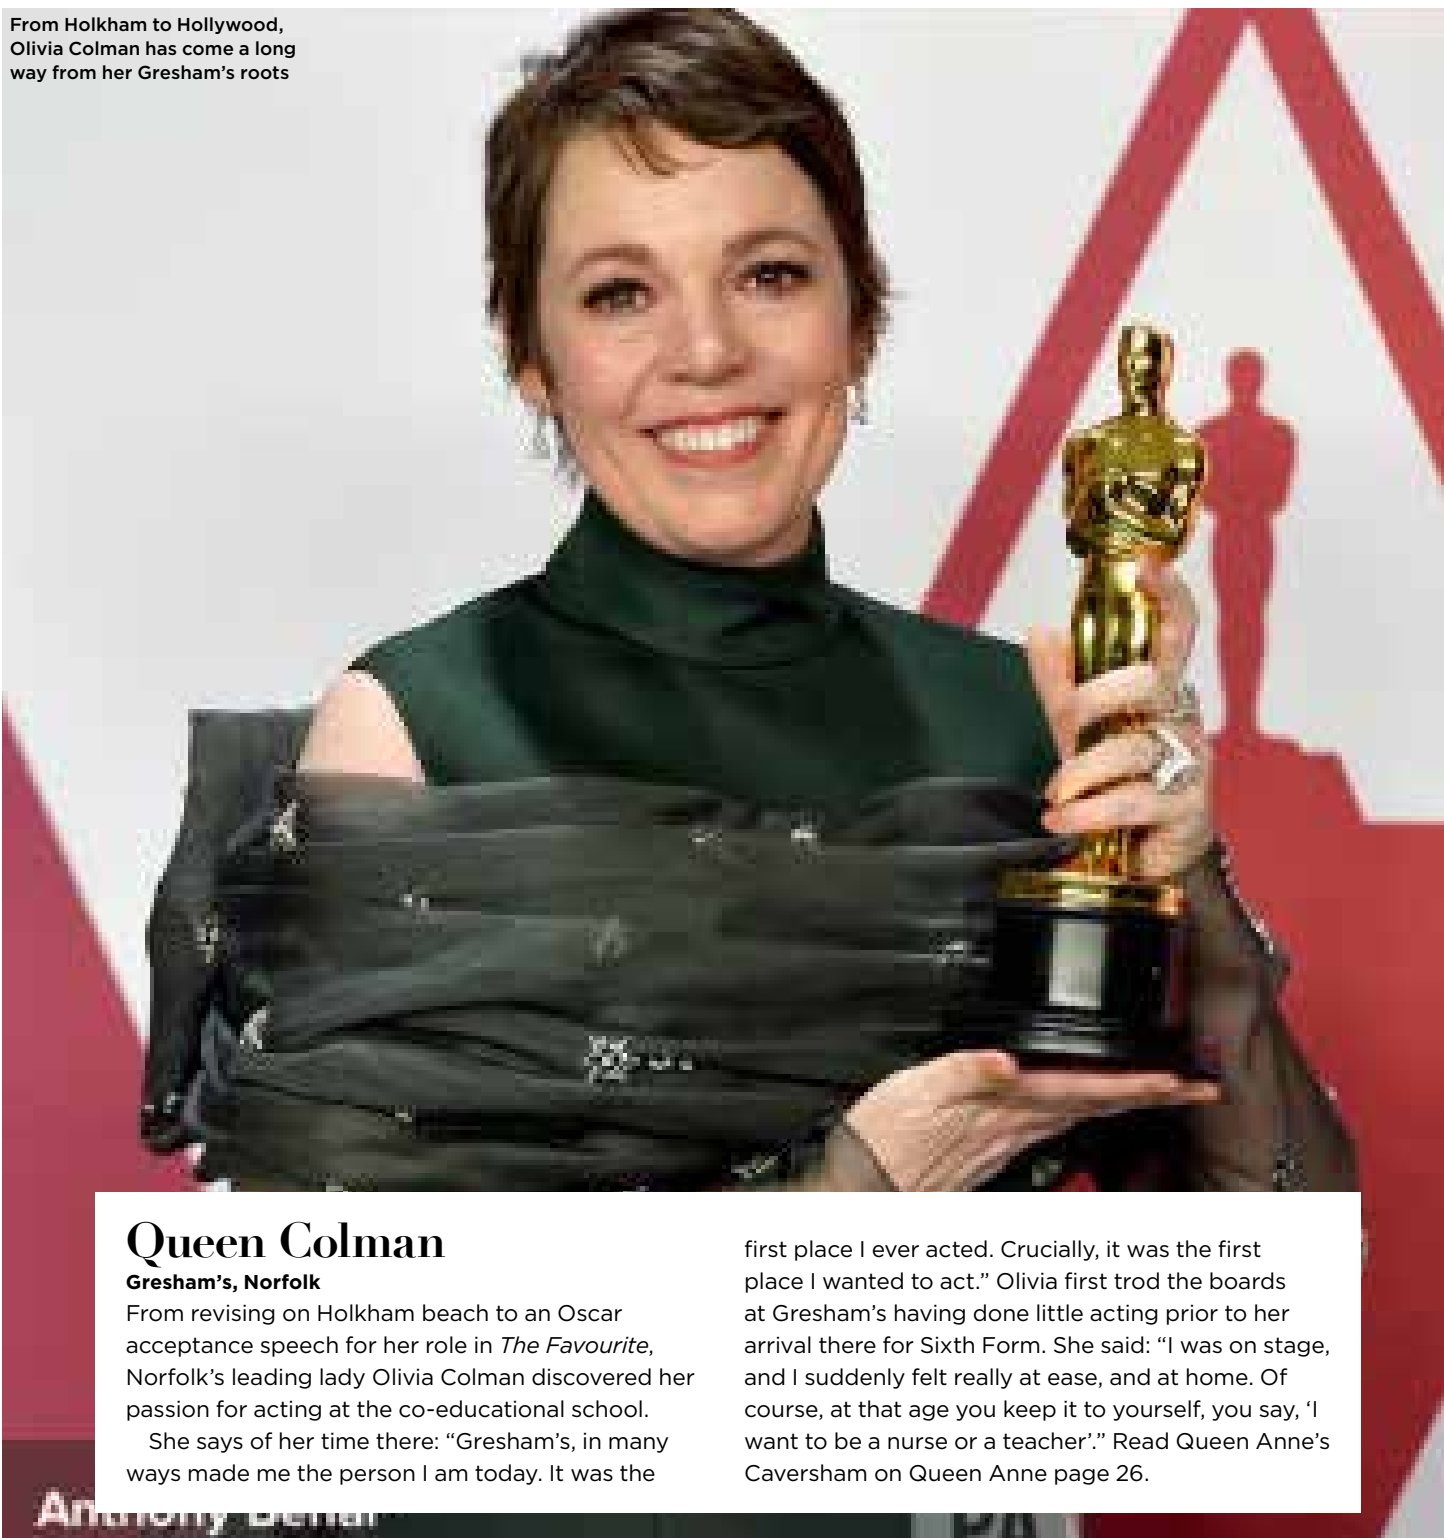 From Holkham to Hollywood,
Olivia Colman has come a long
way from her Gresham’s roots
Queen Colman
Gresham’s, Norfolk
From revising on Holkham beach to an Oscar
acceptance speech for her role in The Favourite,
Norfolk’s leading lady Olivia Colman discovered her
passion for acting at the co-educational school.
She says of her time there: “Gresham’s, in many
ways made me the person I am today. It was the
first place I ever acted. Crucially, it was the first
place I wanted to act.” Olivia first trod the boards
at Gresham’s having done little acting prior to her
arrival there for Sixth Form. She said: “I was on stage,
and I suddenly felt really at ease, and at home. Of
course, at that age you keep it to yourself, you say, ‘I
want to be a nurse or a teacher’.” Read Queen Anne’s
Caversham on Queen Anne page 26.
Anthony